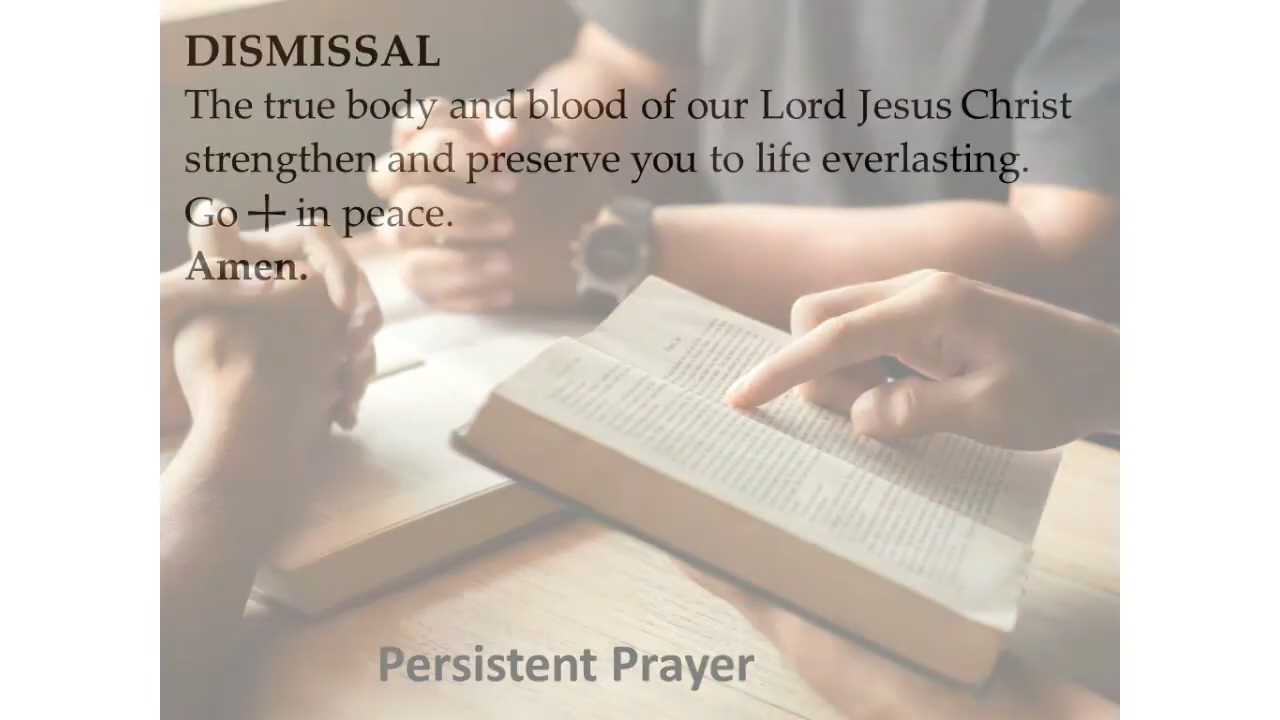 DISMISSAL
The true body and blood of our Lord Jesus Christ
strengthen and preserve you to life everlasting.
Go + in peace.
Amen.
Persistent Prayer